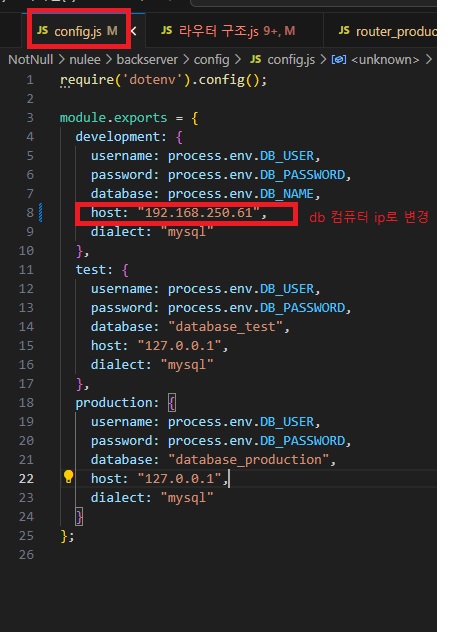 JS config.js M ×
JS 라우터 구조.js 9+, M
JS router_produc
NotNull > nulee > backserver > config > JS config.js > <unknown> >
1 require('dotenv').config();
2
3 module.exports = {
4 development: {
5 username: process.env.DB_USER,
6 password: process.env.DB_PASSWORD,
7 database: process.env.DB_NAME,
8 host: "192.168.250.61",
db 컴퓨터 ip로 변경
9 dialect: "mysql"
10 },
11 test: {
12 username: process.env.DB_USER,
13 password: process.env.DB_PASSWORD,
14 database: "database_test",
15 host: "127.0.0.1",
16 dialect: "mysql"
17 },
18 production: {
19 username: process.env.DB_USER,
20 password: process.env.DB_PASSWORD,
21 database: "database_production",
22 host: "127.0.0.1",
23 dialect: "mysql"
24 }
25 };
26